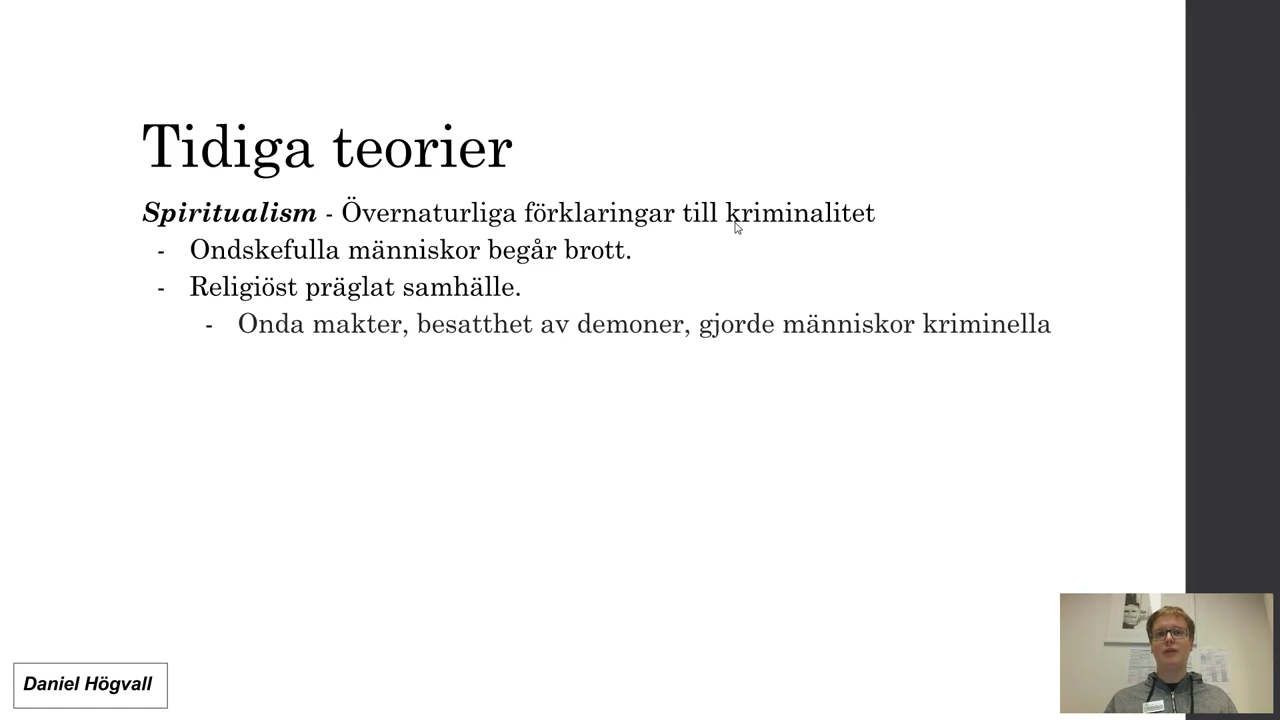 Tidiga teorier
Spiritualism - Övernaturliga förklaringar till kriminalitet
- Ondskefulla människor begår brott.
- Religiöst präglat samhälle.
- Onda makter, besatthet av demoner, gjorde människor kriminella
Daniel Högvall